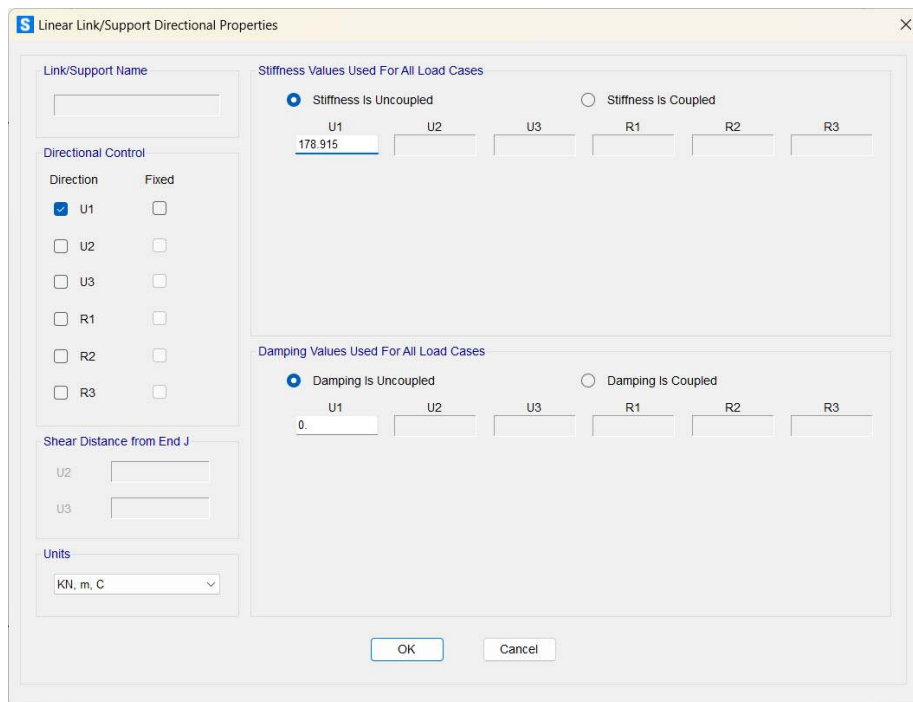 S Linear Link/Support Directional Properties
Link/Support Name
Directional Control
Direction Fixed
U1
U2
U3
R1
R2
R3
Shear Distance from End J
U2
U3
Units
KN, m, C
Stiffness Values Used For All Load Cases
Stiffness Is Uncoupled Stiffness Is Coupled
U1 U2 U3 R1 R2 R3
178.915
Damping Values Used For All Load Cases
Damping Is Uncoupled Damping Is Coupled
U1 U2 U3 R1 R2 R3
0.
OK Cancel